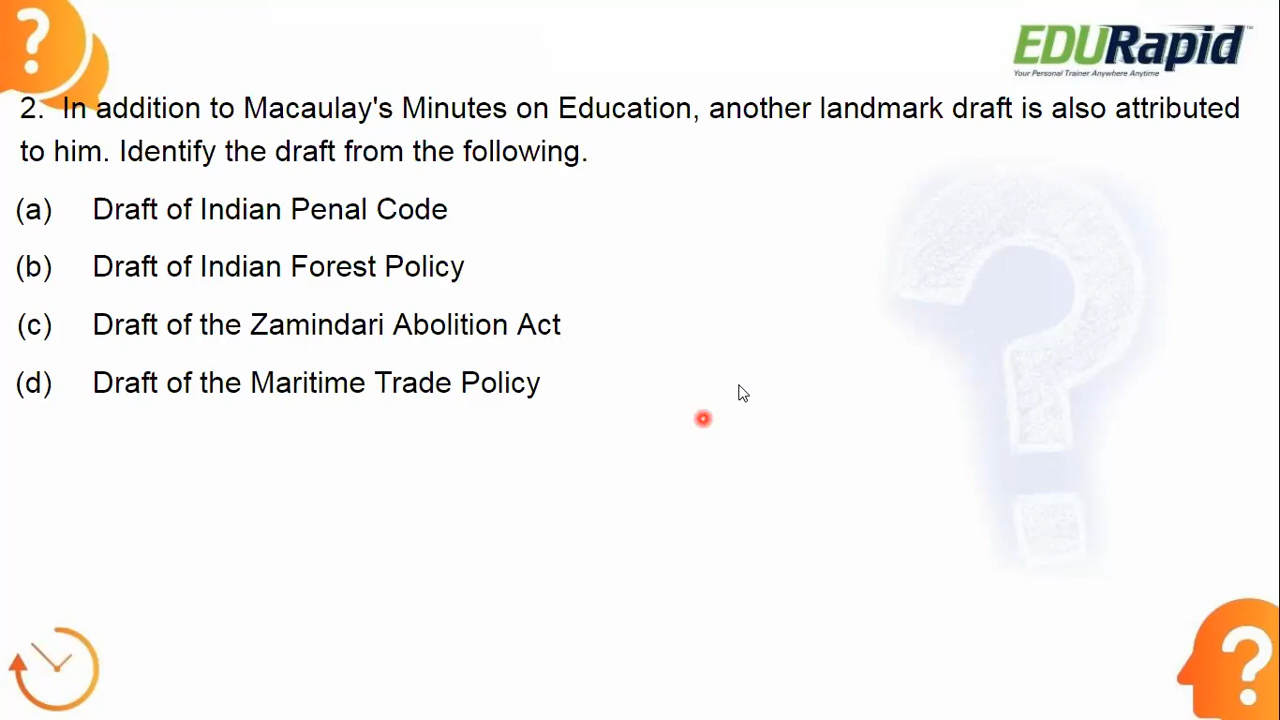 EDURapid™
Your Personal Trainer Anywhere Anytime
2. In addition to Macaulay's Minutes on Education, another landmark draft is also attributed
to him. Identify the draft from the following.
(a) Draft of Indian Penal Code
(b) Draft of Indian Forest Policy
(c) Draft of the Zamindari Abolition Act
(d) Draft of the Maritime Trade Policy